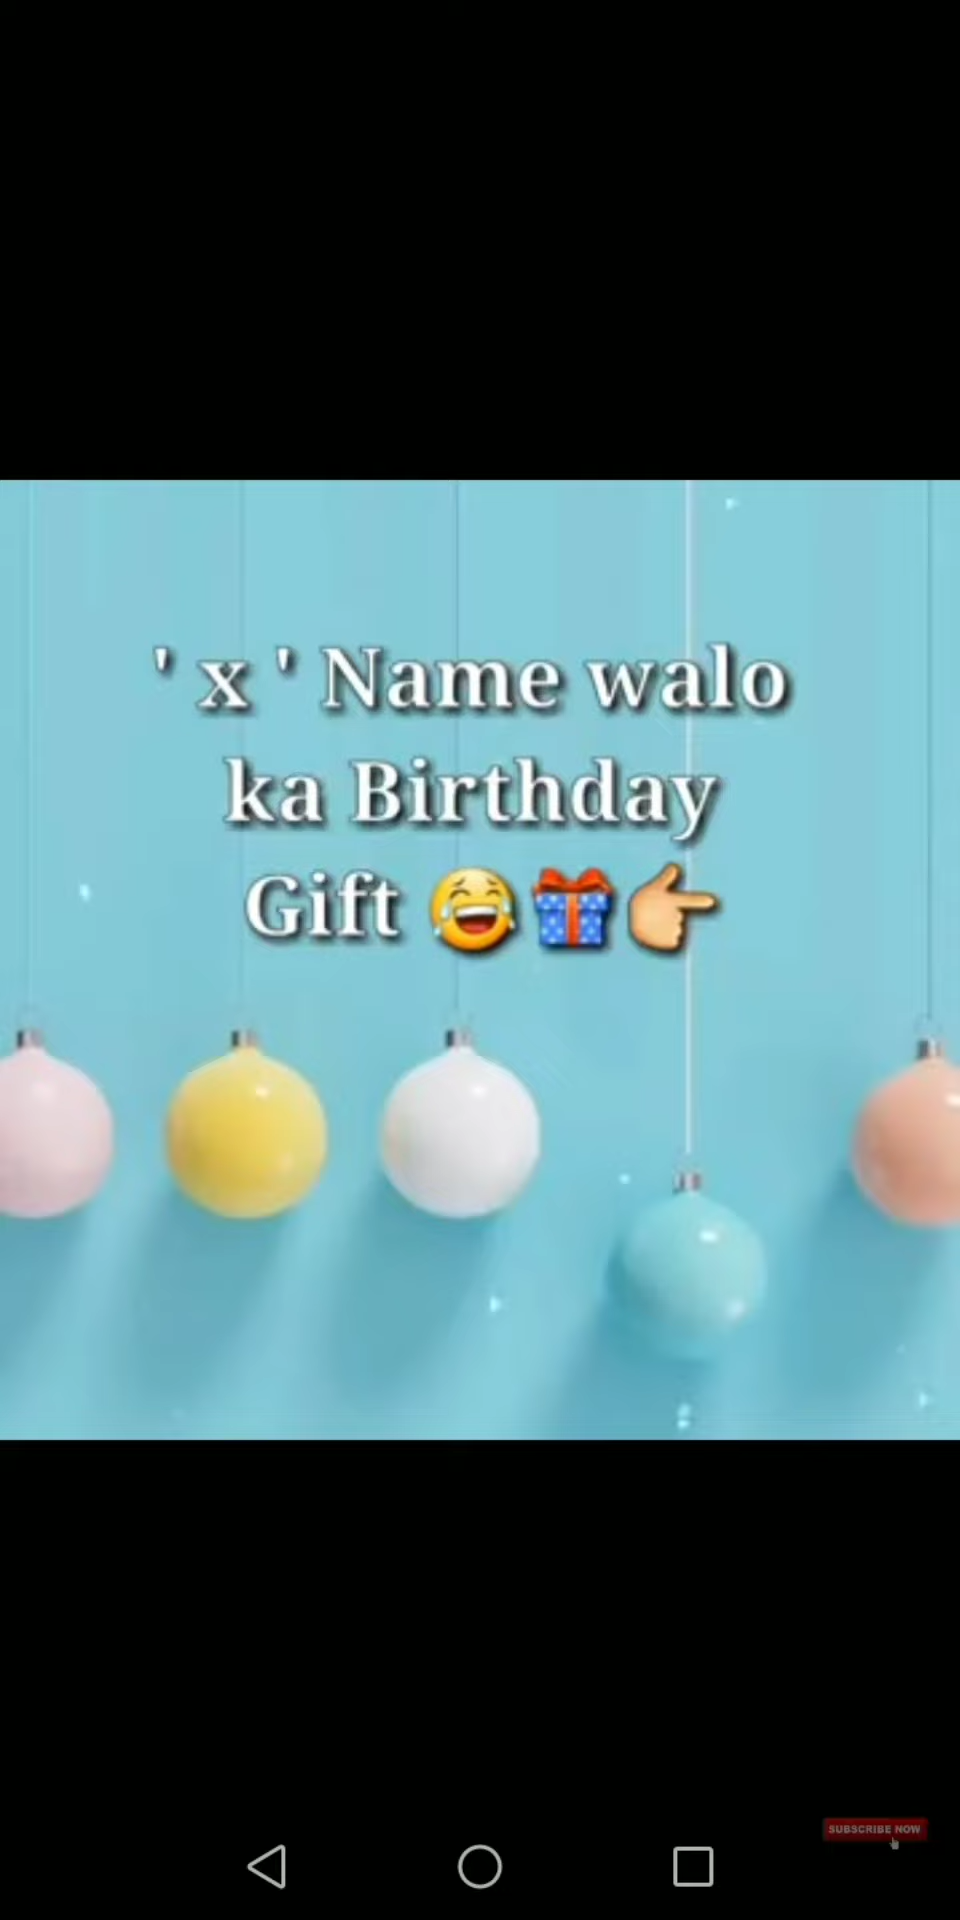 ' x ' Name walo
ka Birthday
Gift 😂🎁👉
SUBSCRIBE NOW